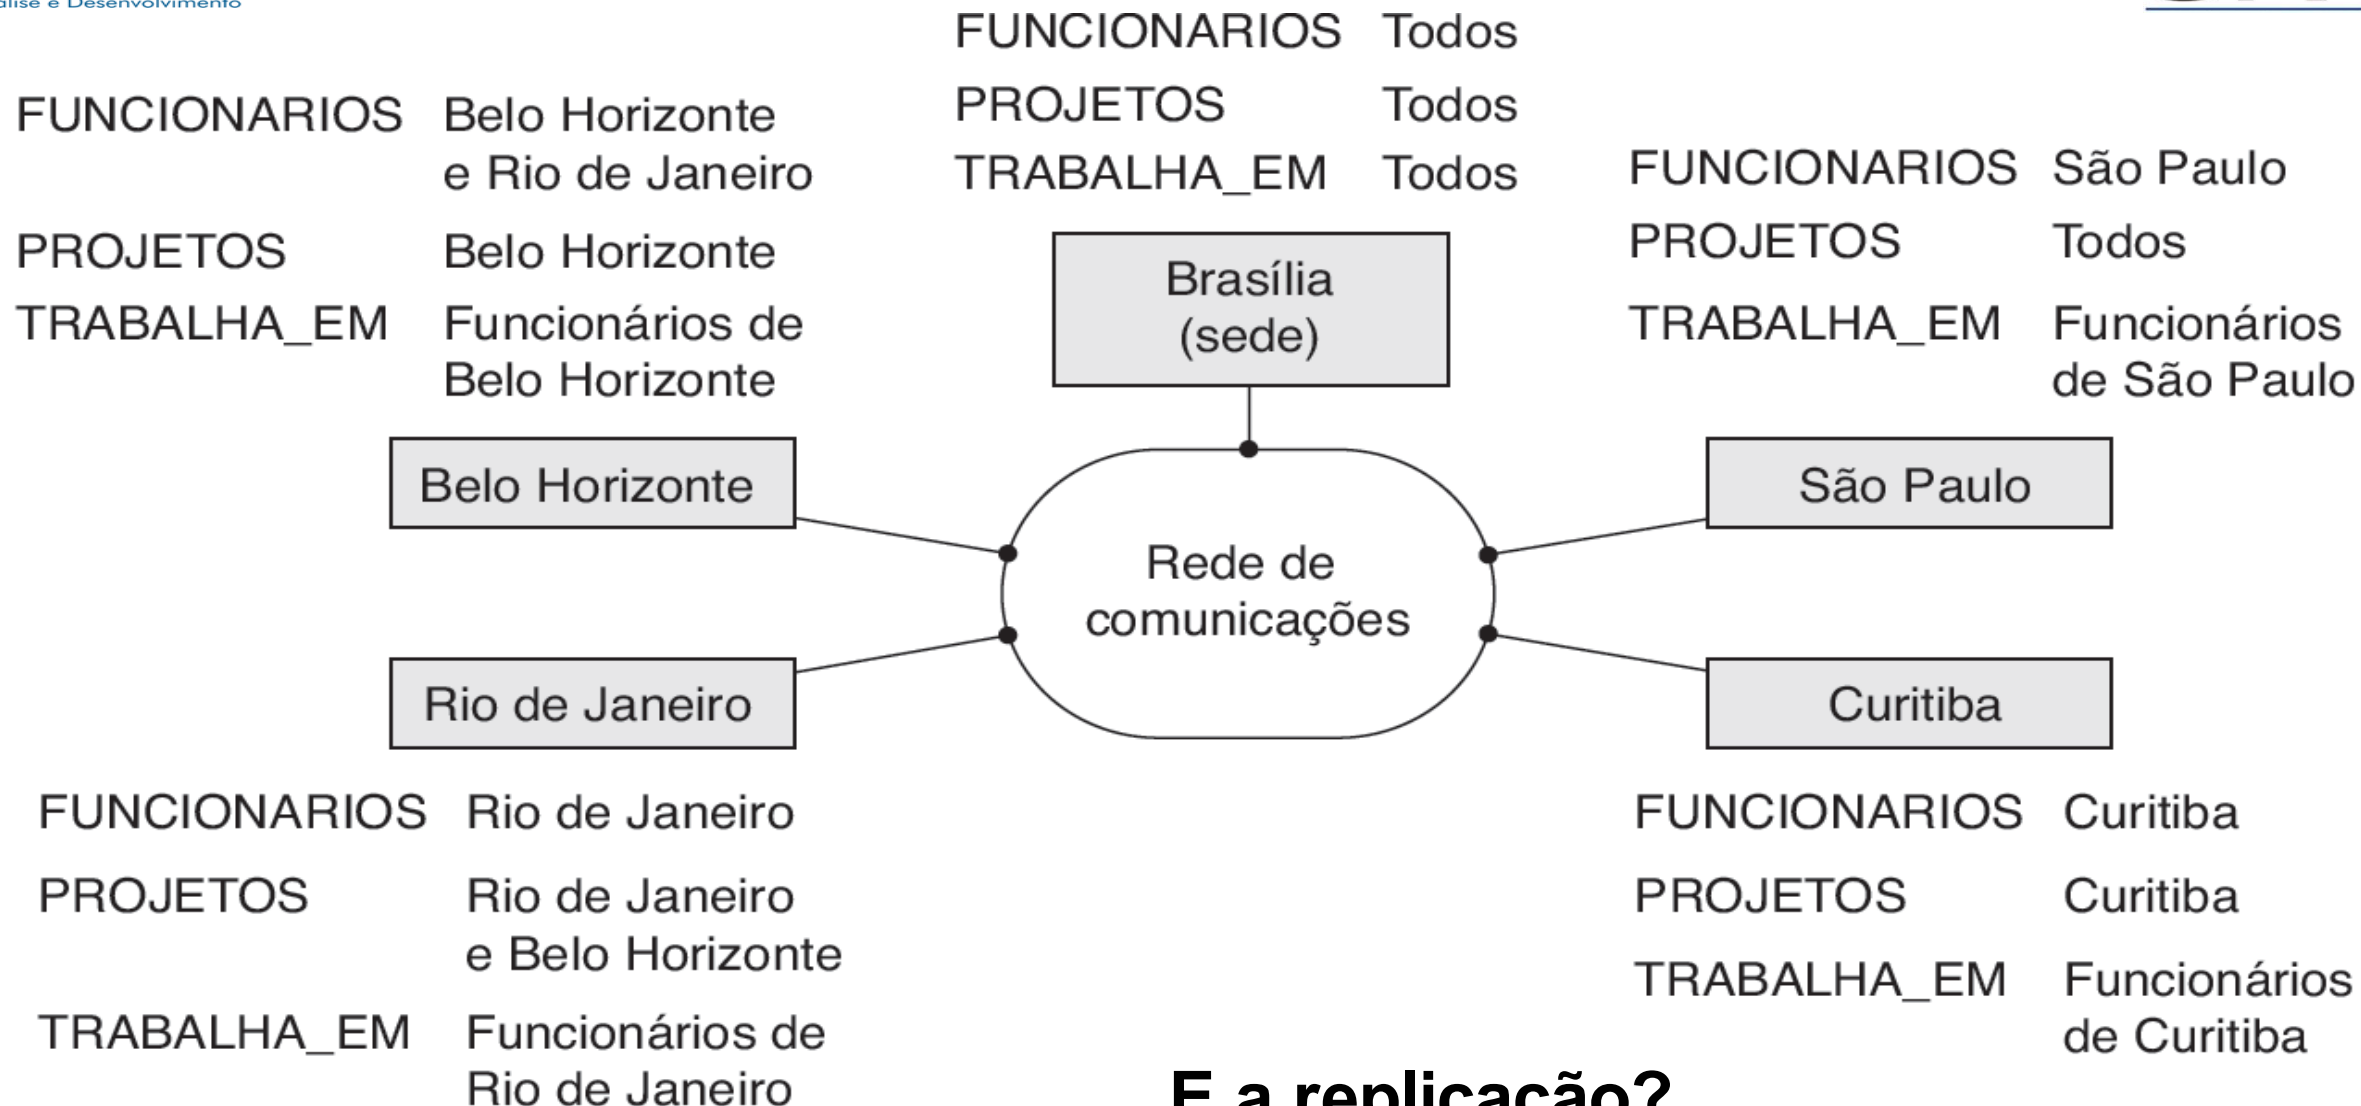 FUNCIONARIOS Todos
PROJETOS Todos
TRABALHA_EM Todos
FUNCIONARIOS Belo Horizonte
e Rio de Janeiro
PROJETOS Belo Horizonte
TRABALHA_EM Funcionários de
Belo Horizonte
FUNCIONARIOS São Paulo
PROJETOS Todos
TRABALHA_EM Funcionários
de São Paulo
Brasília
(sede)
Belo Horizonte
São Paulo
Rede de
comunicações
Rio de Janeiro
Curitiba
FUNCIONARIOS Rio de Janeiro
PROJETOS Rio de Janeiro
e Belo Horizonte
TRABALHA_EM Funcionários de
Rio de Janeiro
FUNCIONARIOS Curitiba
PROJETOS Curitiba
TRABALHA_EM Funcionários
de Curitiba
E a replicação?